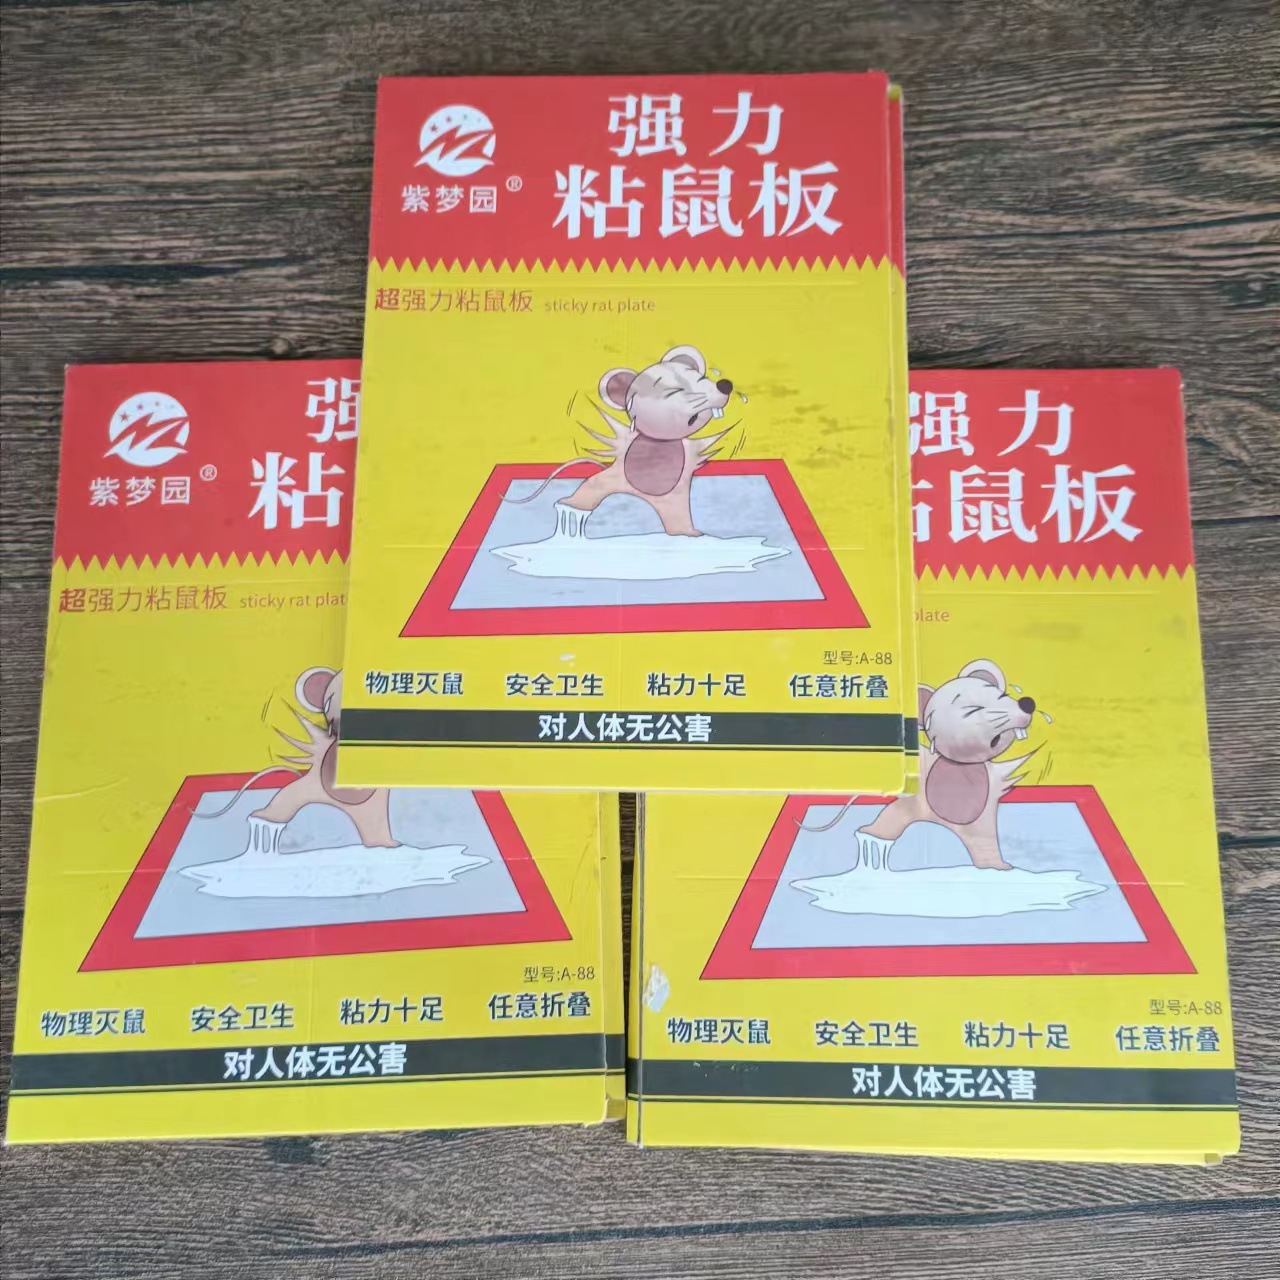 强力
粘鼠板
紫梦园®
超强力粘鼠板 sticky rat plate
型号:A-88
物理灭鼠 安全卫生 粘力十足 任意折叠
对人体无公害
强
粘
紫梦园®
超强力粘鼠板 sticky rat plat
型号:A-88
物理灭鼠 安全卫生 粘力十足 任意折叠
对人体无公害
强力
鼠板
plate
型号:A-88
物理灭鼠 安全卫生 粘力十足 任意折叠
对人体无公害